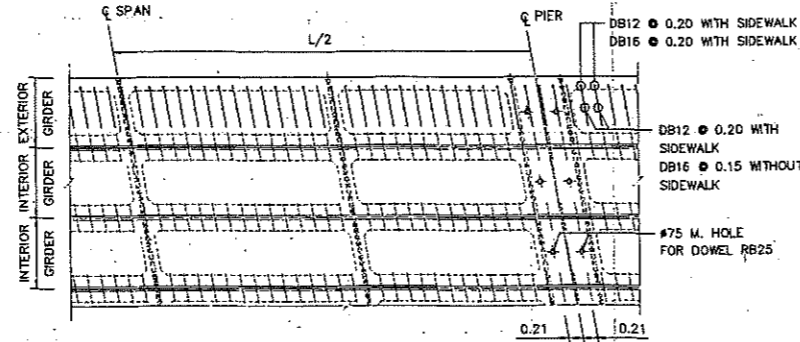 ℄ SPAN
℄ PIER
L/2
DB12 @ 0.20 WITH SIDEWALK
DB16 @ 0.20 WITH SIDEWALK
EXTERIOR
GIRDER
INTERIOR
GIRDER
INTERIOR
GIRDER
DB12 @ 0.20 WITH
SIDEWALK
DB16 @ 0.15 WITHOUT
SIDEWALK
ø75 M. HOLE
FOR DOWEL RB25
0.21
0.21